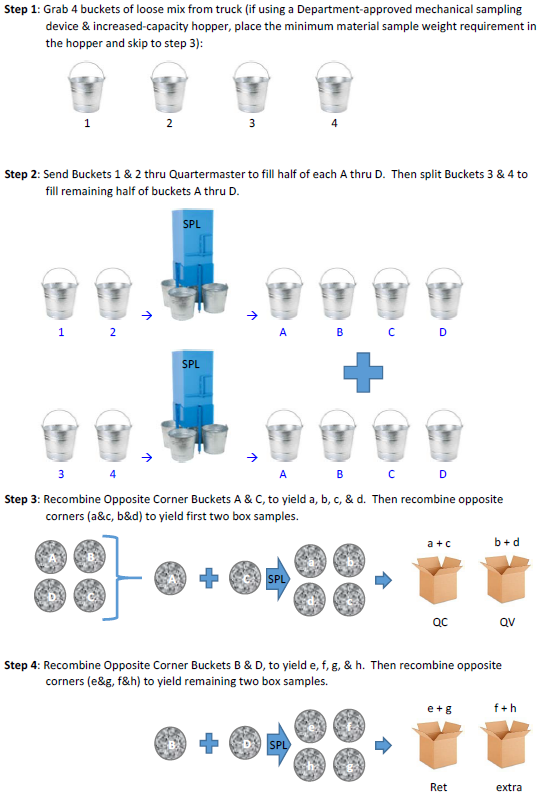 Step 1: Grab 4 buckets of loose mix from truck (if using a Department-approved mechanical sampling
device & increased-capacity hopper, place the minimum material sample weight requirement in
the hopper and skip to step 3):
1 2 3 4
Step 2: Send Buckets 1 & 2 thru Quartermaster to fill half of each A thru D. Then split Buckets 3 & 4 to
fill remaining half of buckets A thru D.
SPL
1 2 → → A B C D
SPL
3 4 → → A B C D
Step 3: Recombine Opposite Corner Buckets A & C, to yield a, b, c, & d. Then recombine opposite
corners (a&c, b&d) to yield first two box samples.
a + c b + d
A B a b
A C SPL
D C d c
QC QV
Step 4: Recombine Opposite Corner Buckets B & D, to yield e, f, g, & h. Then recombine opposite
corners (e&g, f&h) to yield remaining two box samples.
e + g f + h
e f
B D SPL
h g
Ret extra